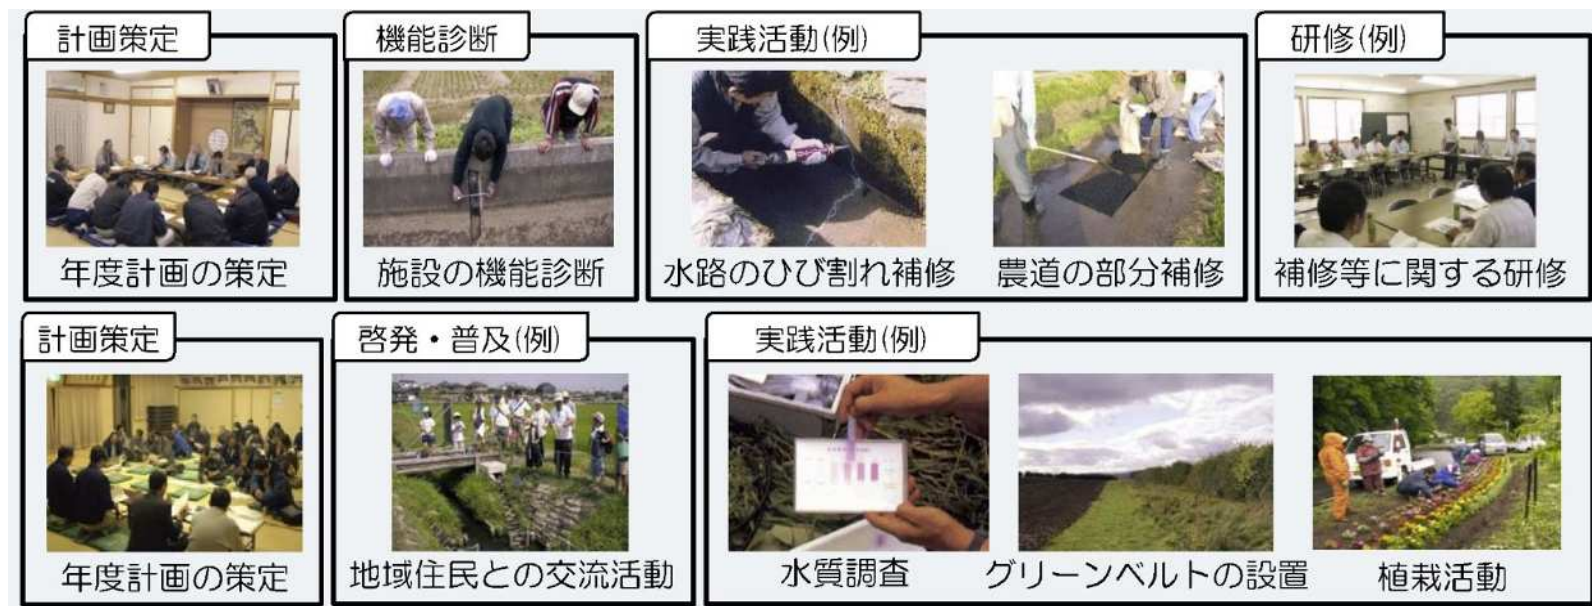 計画策定
機能診断
実践活動(例)
研修(例)
年度計画の策定
施設の機能診断
水路のひび割れ補修
農道の部分補修
補修等に関する研修
計画策定
啓発・普及(例)
実践活動(例)
年度計画の策定
地域住民との交流活動
水質調査
グリーンベルトの設置
植栽活動